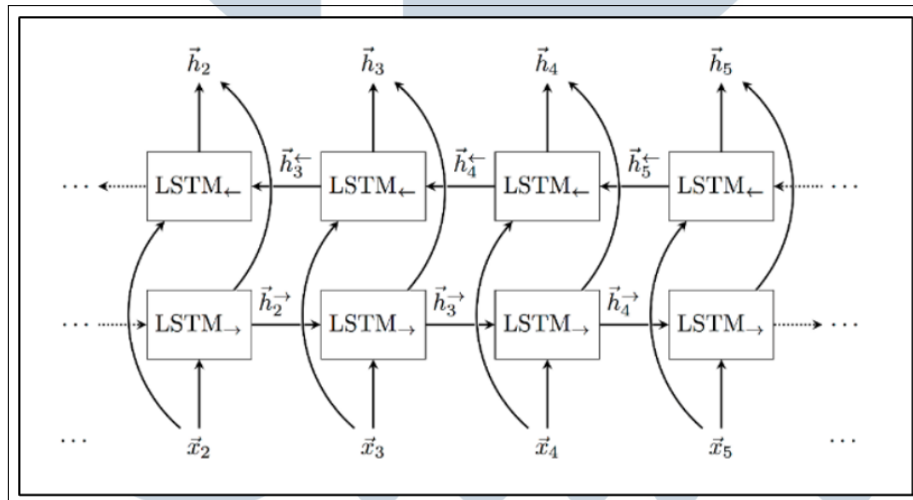 h⃗₂ h⃗₃ h⃗₄ h⃗₅
h⃗₃← h⃗₄← h⃗₅←
··· LSTM← LSTM← LSTM← LSTM← ···
h⃗₂→ h⃗₃→ h⃗₄→
··· LSTM→ LSTM→ LSTM→ LSTM→ ···
··· x⃗₂ x⃗₃ x⃗₄ x⃗₅ ···